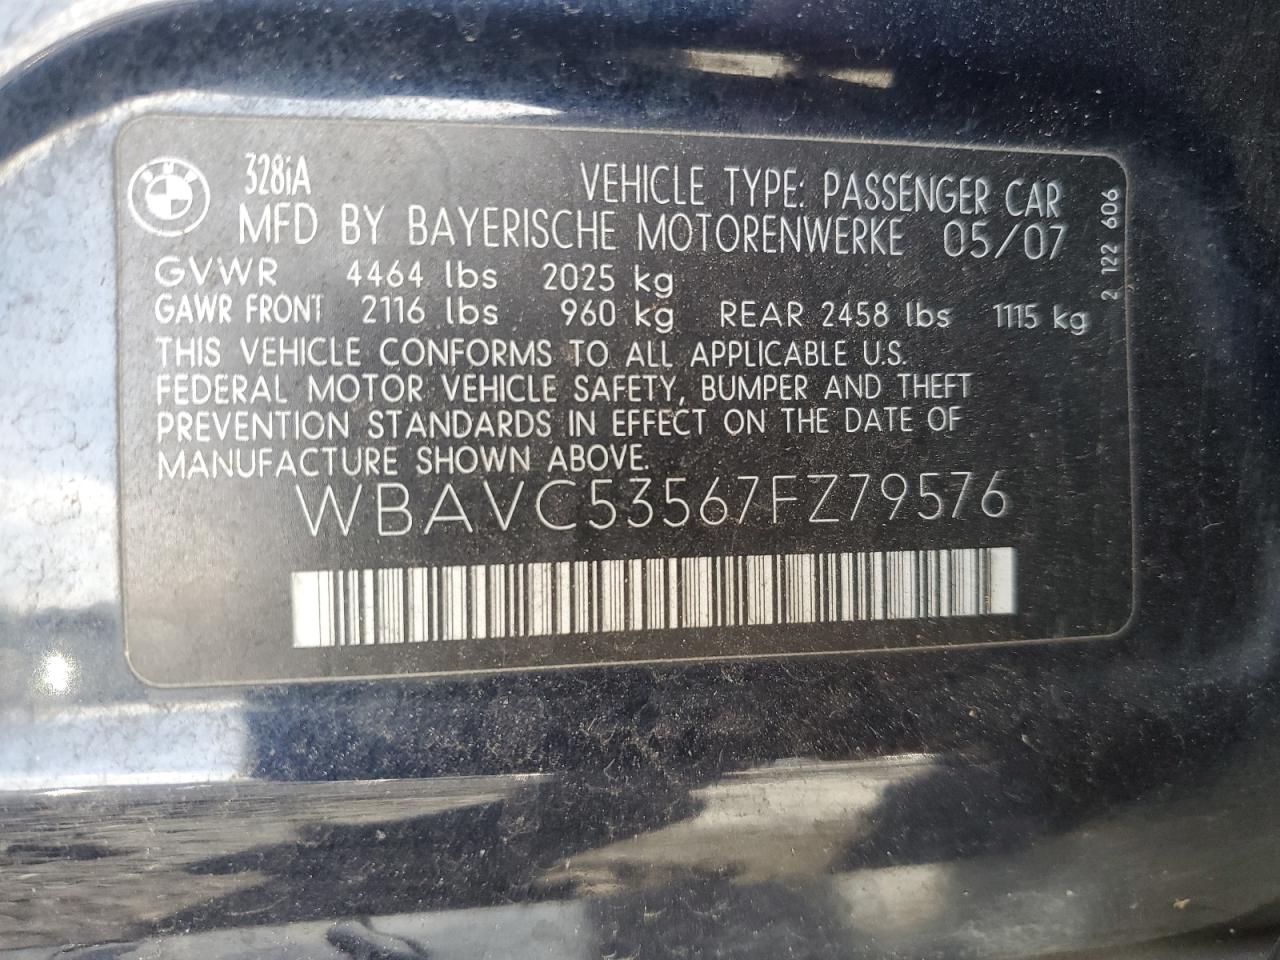 328iA
VEHICLE TYPE: PASSENGER CAR
MFD BY BAYERISCHE MOTORENWERKE 05/07
GVWR 4464 lbs 2025 kg
GAWR FRONT 2116 lbs 960 kg REAR 2458 lbs 1115 kg
THIS VEHICLE CONFORMS TO ALL APPLICABLE U.S.
FEDERAL MOTOR VEHICLE SAFETY, BUMPER AND THEFT
PREVENTION STANDARDS IN EFFECT ON THE DATE OF
MANUFACTURE SHOWN ABOVE.
WBAVC53567FZ79576
2 122 606